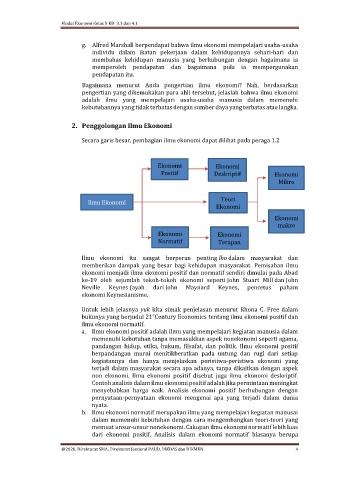 Modul Ekonomi Kelas X KD 3.1 dan 4.1
g. Alfred Marshall berpendapat bahwa ilmu ekonomi mempelajari usaha-usaha
individu dalam ikatan pekerjaan dalam kehidupannya sehari-hari dan
membahas kehidupan manusia yang berhubungan dengan bagaimana ia
memperoleh pendapatan dan bagaimana pula ia mempergunakan
pendapatan itu.
Bagaimana menurut Anda pengertian ilmu ekonomi? Nah, berdasarkan
pengertian yang dikemukakan para ahli tersebut, jelaslah bahwa ilmu ekonomi
adalah ilmu yang mempelajari usaha-usaha manusia dalam memenuhi
kebutuhannya yang tidak terbatas dengan sumber daya yang terbatas atau langka.
2. Penggolongan Ilmu Ekonomi
Secara garis besar, pembagian ilmu ekonomi dapat dilihat pada peraga 1.2
Ekonomi
Positif
Ekonomi
Deskriptif
Ekonomi
Mikro
Ilmu Ekonomi
Teori
Ekonomi
Ekonomi
makro
Ekonomi
Normatif
Ekonomi
Terapan
Ilmu ekonomi itu sangat berperan penting lho dalam masyarakat dan
memberikan dampak yang besar bagi kehidupan masyarakat. Pemisahan ilmu
ekonomi menjadi ilmu ekonomi positif dan normatif sendiri dimulai pada Abad
ke-19 oleh sejumlah tokoh-tokoh ekonomi seperti John Stuart Mill dan John
Neville Keynes (ayah dari John Maynard Keynes, pencetus paham
ekonomi Keynesianisme.
Untuk lebih jelasnya yuk kita simak penjelasan menurut Rhona C. Free dalam
bukunya yang berjudul 21st Century Economics tentang ilmu ekonomi positif dan
ilmu ekonomi normatif.
a. Ilmu ekonomi positif adalah ilmu yang mempelajari kegiatan manusia dalam
memenuhi kebutuhan tanpa memasukkan aspek nonekonomi seperti agama,
pandangan hidup, etika, hukum, filsafat, dan politik. Ilmu ekonomi positif
berpandangan murni menitikberatkan pada untung dan rugi dari setiap
kegiatannya dan hanya menjelaskan peristiwa-peristiwa ekonomi yang
terjadi dalam masyarakat secara apa adanya, tanpa dikaitkan dengan aspek
non ekonomi. Ilmu ekonomi positif disebut juga ilmu ekonomi deskriptif.
Contoh analisis dalam ilmu ekonomi positif adalah jika permintaan meningkat
menyebabkan harga naik. Analisis ekonomi positif berhubungan dengan
pernyataan-pernyataan ekonomi mengenai apa yang terjadi dalam dunia
nyata.
b. Ilmu ekonomi normatif merupakan ilmu yang mempelajari kegiatan manusia
dalam memenuhi kebutuhan dengan cara mengembangkan teori-teori yang
memuat unsur-unsur nonekonomi. Cakupan ilmu ekonomi normatif lebih luas
dari ekonomi positif. Analisis dalam ekonomi normatif biasanya berupa
@2020, Direktorat SMA, Direktorat Jenderal PAUD, DIKDAS dan DIKMEN 4